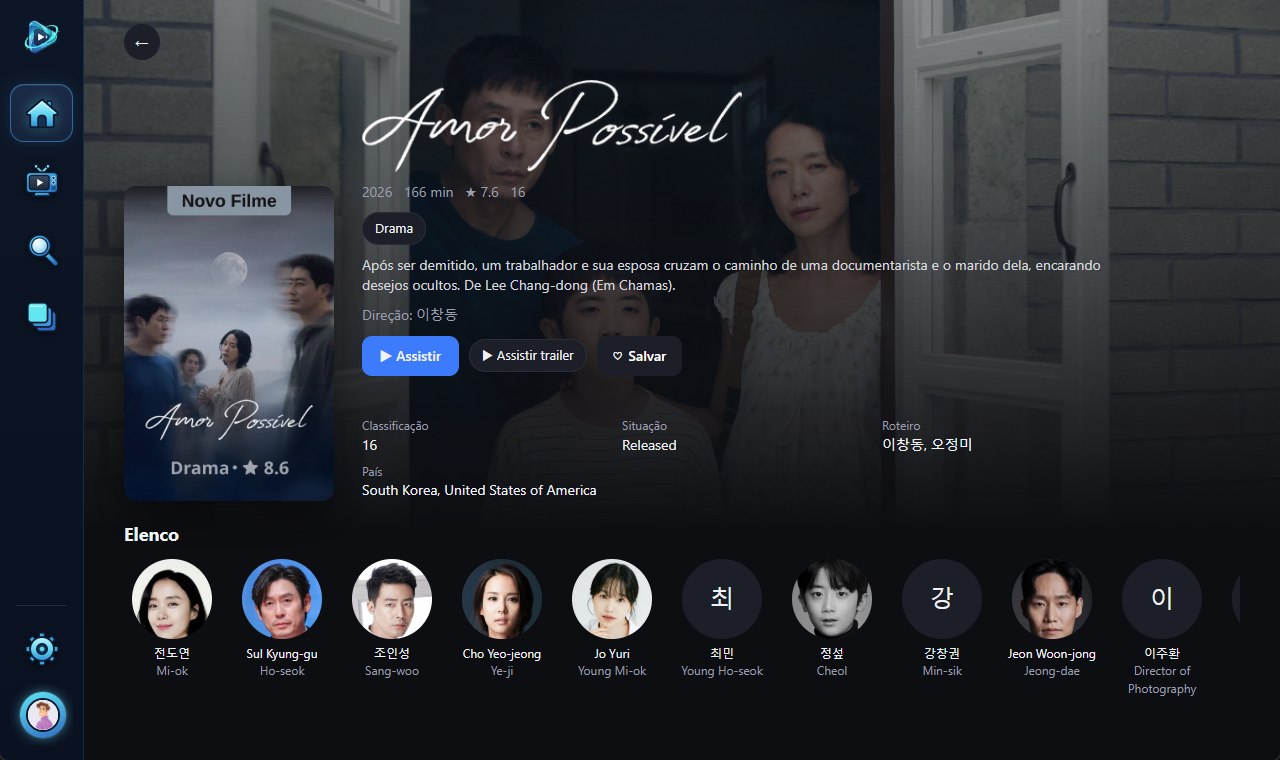 ←
Amor Possível
2026 166 min ★ 7.6 16
Drama
Após ser demitido, um trabalhador e sua esposa cruzam o caminho de uma documentarista e o marido dela, encarando
desejos ocultos. De Lee Chang-dong (Em Chamas).
Direção: 이창동
▶ Assistir ▶ Assistir trailer ♡ Salvar
Novo Filme
Amor Possível
Drama • ★ 8.6
Classificação
16
Situação
Released
Roteiro
이창동, 오정미
País
South Korea, United States of America
Elenco
전도연
Mi-ok
Sul Kyung-gu
Ho-seok
조인성
Sang-woo
Cho Yeo-jeong
Ye-ji
Jo Yuri
Young Mi-ok
최
최민
Young Ho-seok
정섦
Cheol
강
강창권
Min-sik
Jeon Woon-jong
Jeong-dae
이
이주환
Director of
Photography